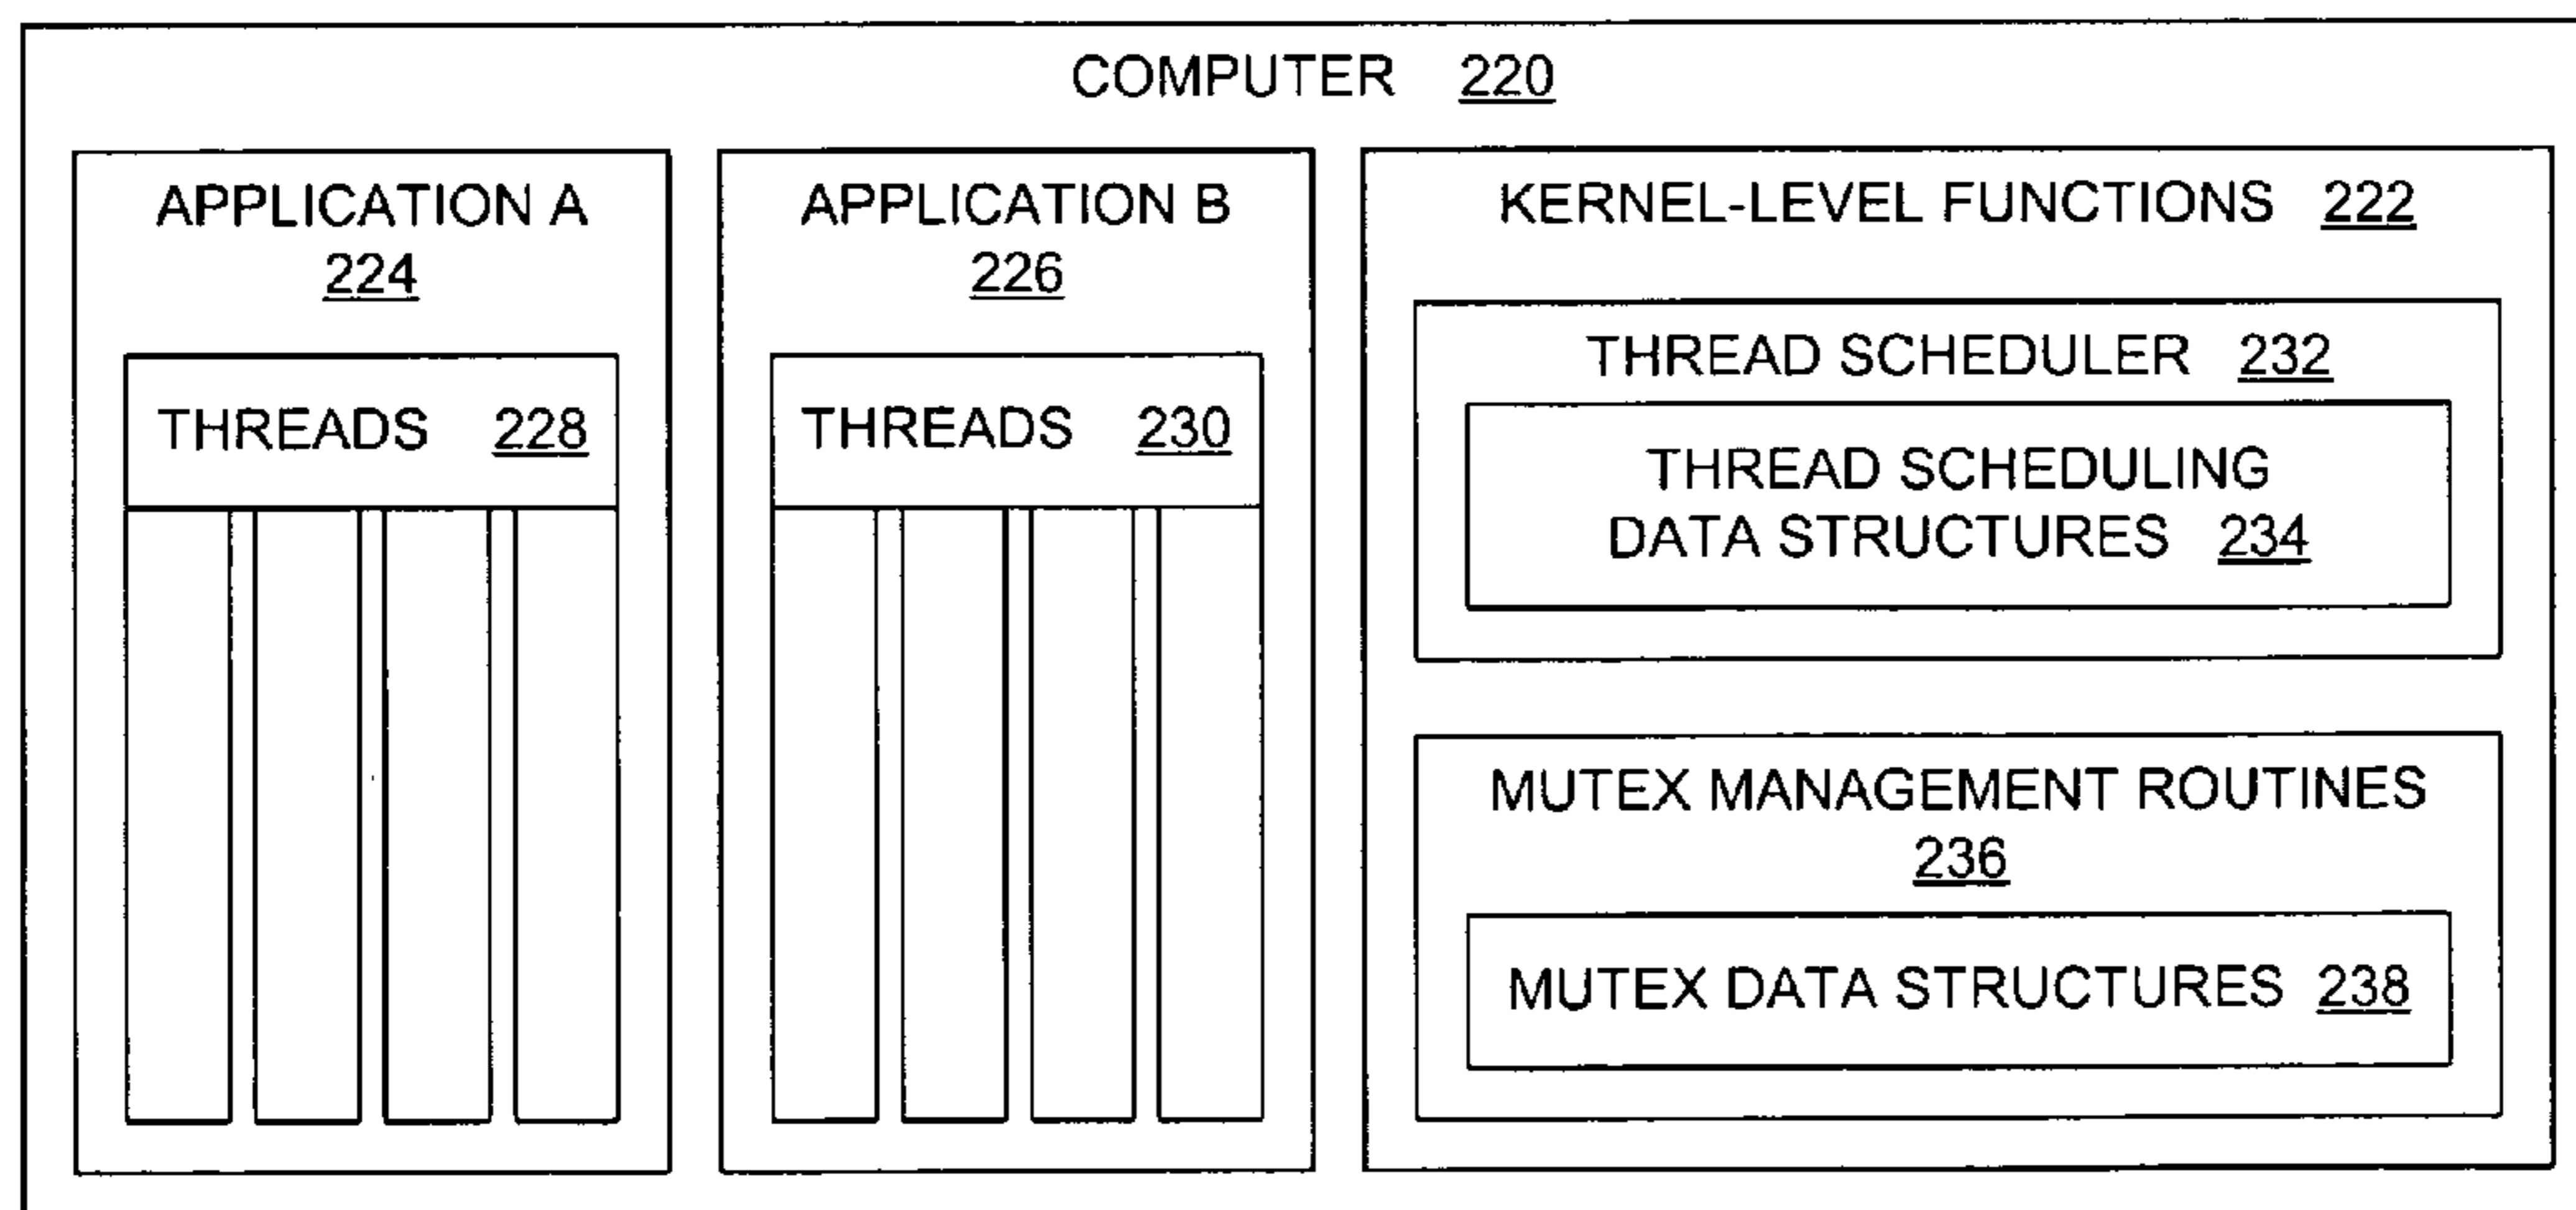 COMPUTER 220
APPLICATION A
224
THREADS 228
APPLICATION B
226
THREADS 230
KERNEL-LEVEL FUNCTIONS 222
THREAD SCHEDULER 232
THREAD SCHEDULING
DATA STRUCTURES 234
MUTEX MANAGEMENT ROUTINES
236
MUTEX DATA STRUCTURES 238